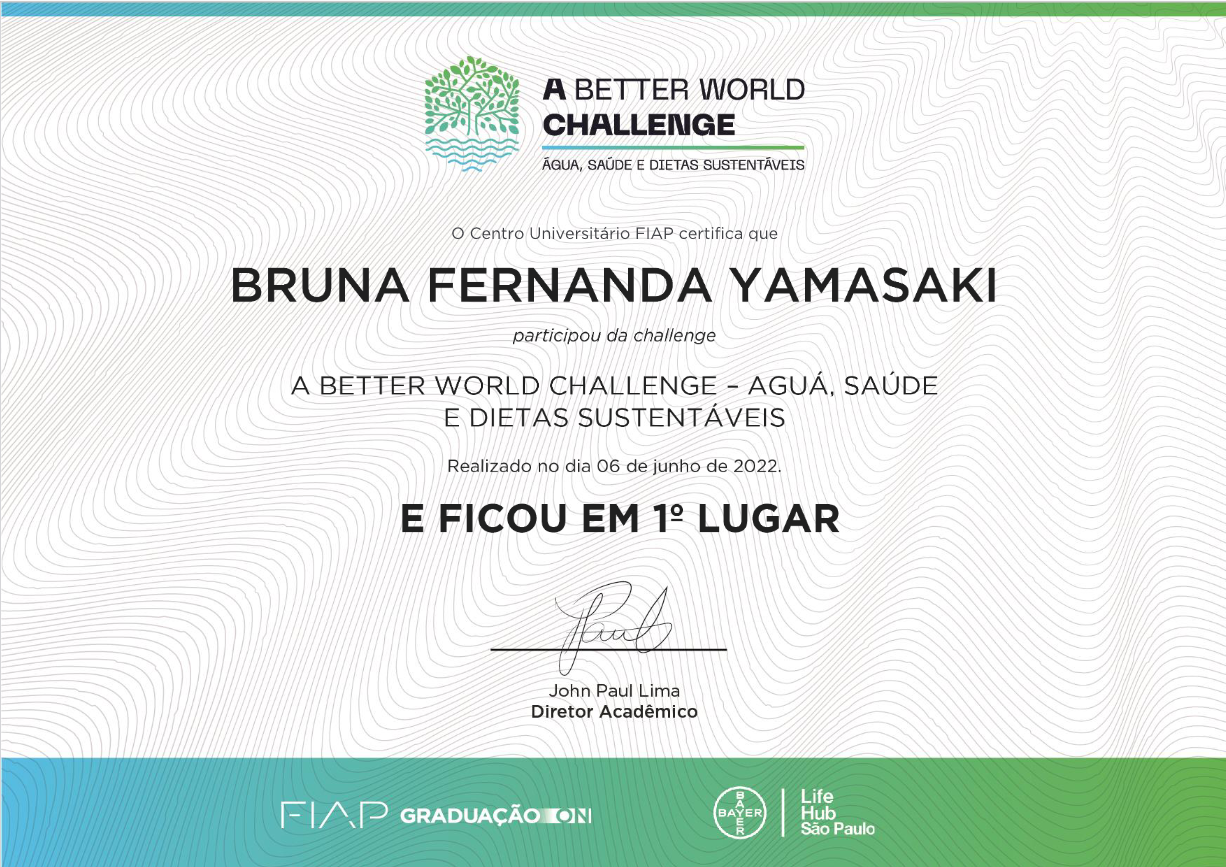 A BETTER WORLD
CHALLENGE
ÁGUA, SAÚDE E DIETAS SUSTENTÁVEIS
O Centro Universitário FIAP certifica que
BRUNA FERNANDA YAMASAKI
participou da challenge
A BETTER WORLD CHALLENGE – AGUÁ, SAÚDE
E DIETAS SUSTENTÁVEIS
Realizado no dia 06 de junho de 2022.
E FICOU EM 1º LUGAR
Paul
John Paul Lima
Diretor Acadêmico
FIAP GRADUAÇÃO ON
BAYER
BAYER
Life
Hub
São Paulo